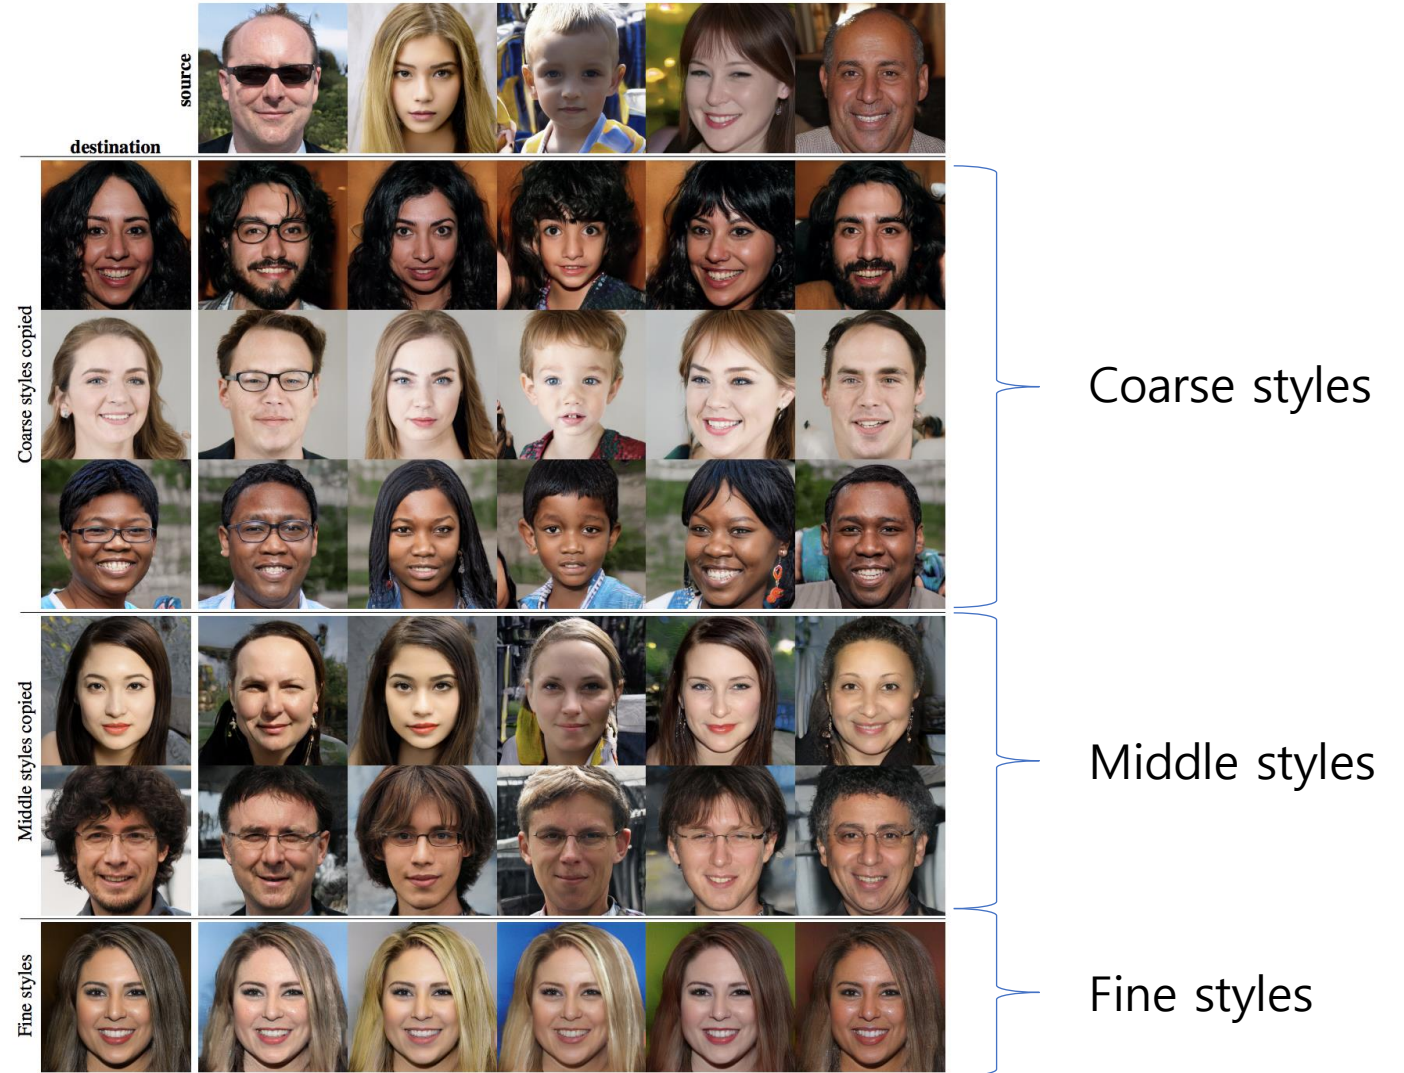 source
destination
Coarse styles copied
Coarse styles
Middle styles copied
Middle styles
Fine styles
Fine styles